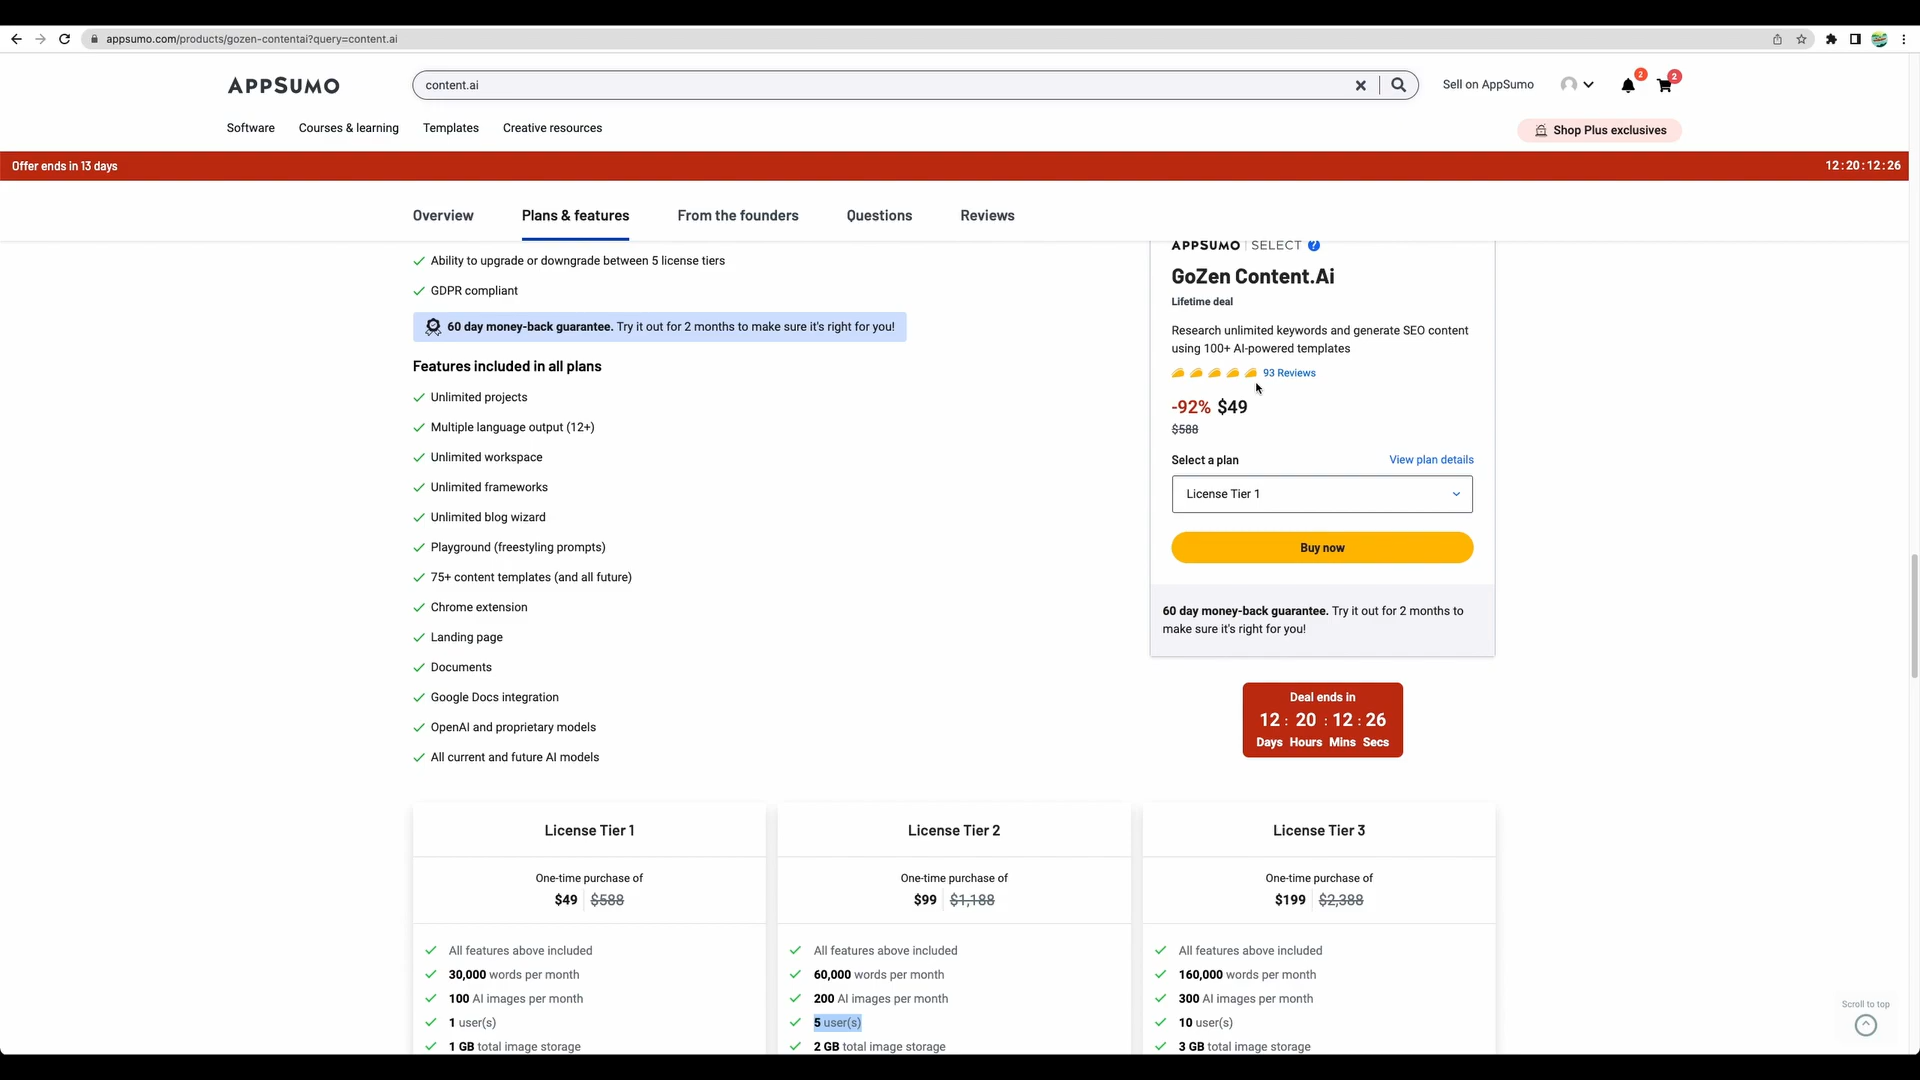 appsumo.com/products/gozen-contentai?query=content.ai
APPSUMO
content.ai
Sell on AppSumo
2
2
Software
Courses & learning
Templates
Creative resources
Shop Plus exclusives
Offer ends in 13 days
12:20:12:26
Overview
Plans & features
From the founders
Questions
Reviews
Ability to upgrade or downgrade between 5 license tiers
GDPR compliant
60 day money-back guarantee. Try it out for 2 months to make sure it's right for you!
Features included in all plans
Unlimited projects
Multiple language output (12+)
Unlimited workspace
Unlimited frameworks
Unlimited blog wizard
Playground (freestyling prompts)
75+ content templates (and all future)
Chrome extension
Landing page
Documents
Google Docs integration
OpenAI and proprietary models
All current and future AI models
APPSUMO | SELECT ?
GoZen Content.Ai
Lifetime deal
Research unlimited keywords and generate SEO content
using 100+ AI-powered templates
93 Reviews
-92% $49
$588
Select a plan
View plan details
License Tier 1
Buy now
60 day money-back guarantee. Try it out for 2 months to
make sure it's right for you!
Deal ends in
12 : 20 : 12 : 26
Days Hours Mins Secs
License Tier 1
One-time purchase of
$49 $588
All features above included
30,000 words per month
100 AI images per month
1 user(s)
1 GB total image storage
License Tier 2
One-time purchase of
$99 $1,188
All features above included
60,000 words per month
200 AI images per month
5 user(s)
2 GB total image storage
License Tier 3
One-time purchase of
$199 $2,388
All features above included
160,000 words per month
300 AI images per month
10 user(s)
3 GB total image storage
Scroll to top